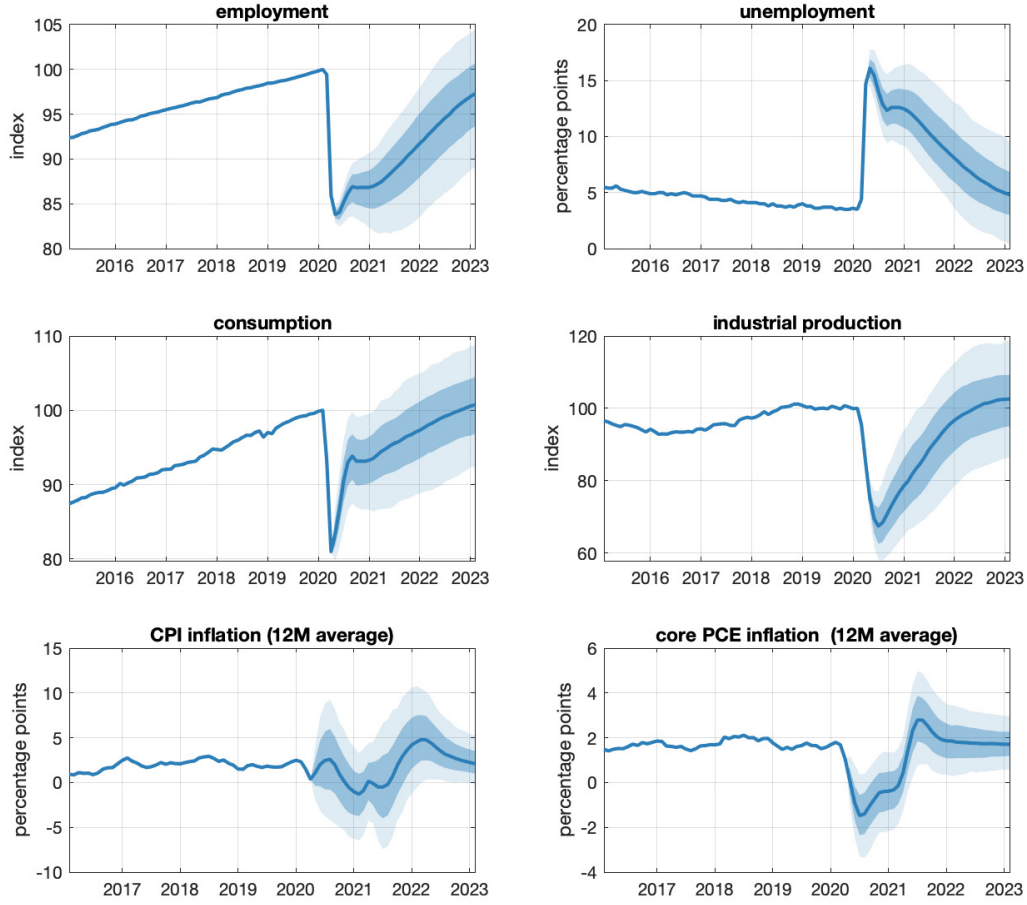 employment
unemployment
105
100
95
90
85
80
index
2016 2017 2018 2019 2020 2021 2022 2023
20
15
10
5
0
percentage points
2016 2017 2018 2019 2020 2021 2022 2023
consumption
industrial production
110
100
90
80
index
2016 2017 2018 2019 2020 2021 2022 2023
120
100
80
60
index
2016 2017 2018 2019 2020 2021 2022 2023
CPI inflation (12M average)
core PCE inflation (12M average)
15
10
5
0
-5
-10
percentage points
2017 2018 2019 2020 2021 2022 2023
6
4
2
0
-2
-4
percentage points
2017 2018 2019 2020 2021 2022 2023